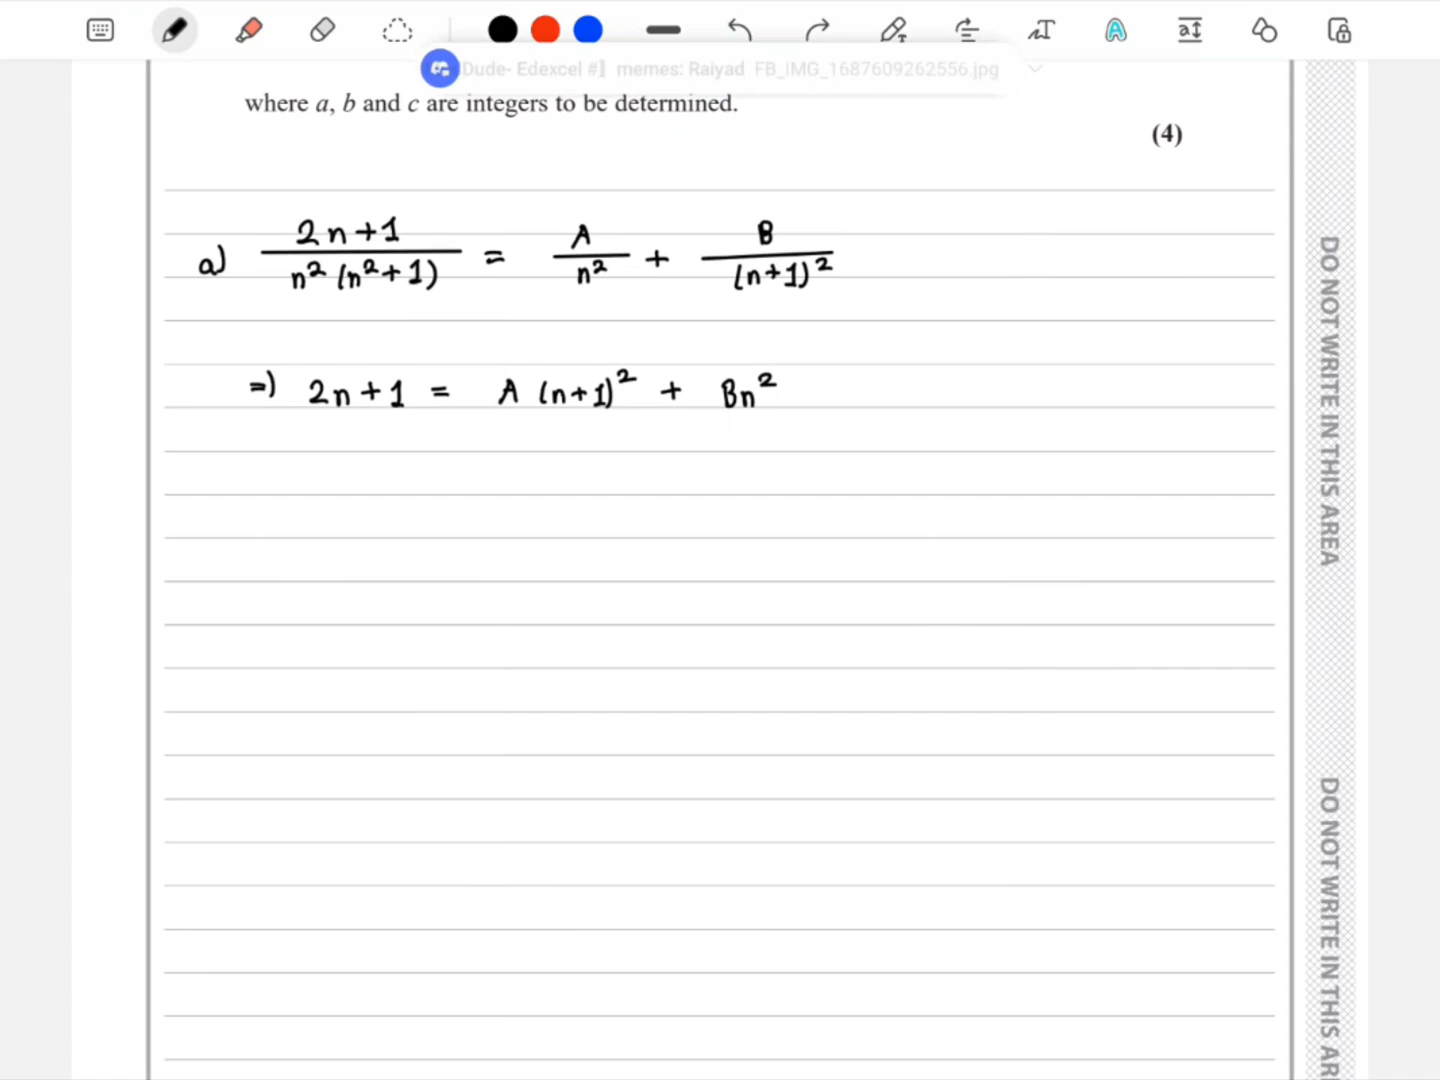 Dude- Edexcel #] memes: Raiyad FB_IMG_1687609262556.jpg
where a, b and c are integers to be determined.
(4)
a) 2n+1 / n² (n²+1) = A / n² + B / (n+1)²
=) 2n+1 = A (n+1)² + Bn²
DO NOT WRITE IN THIS AREA
DO NOT WRITE IN THIS AR